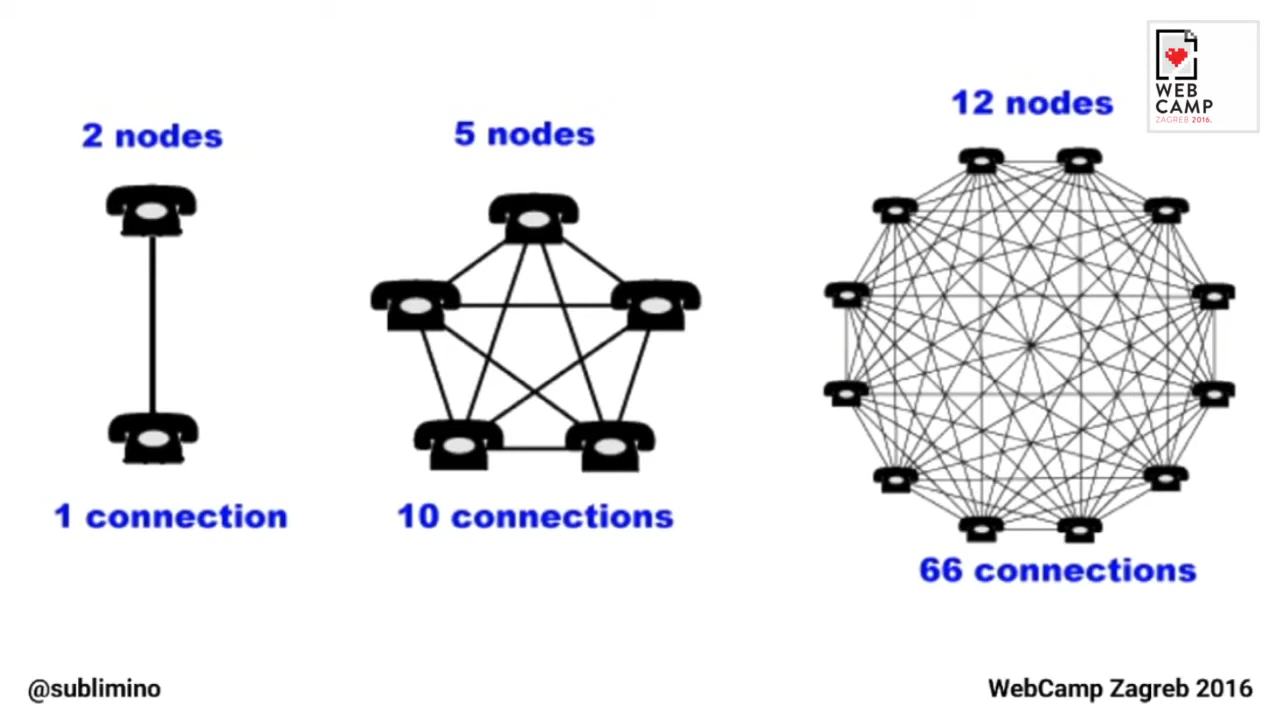 WEB
CAMP
ZAGREB 2016.
2 nodes
5 nodes
12 nodes
1 connection
10 connections
66 connections
@sublimino
WebCamp Zagreb 2016